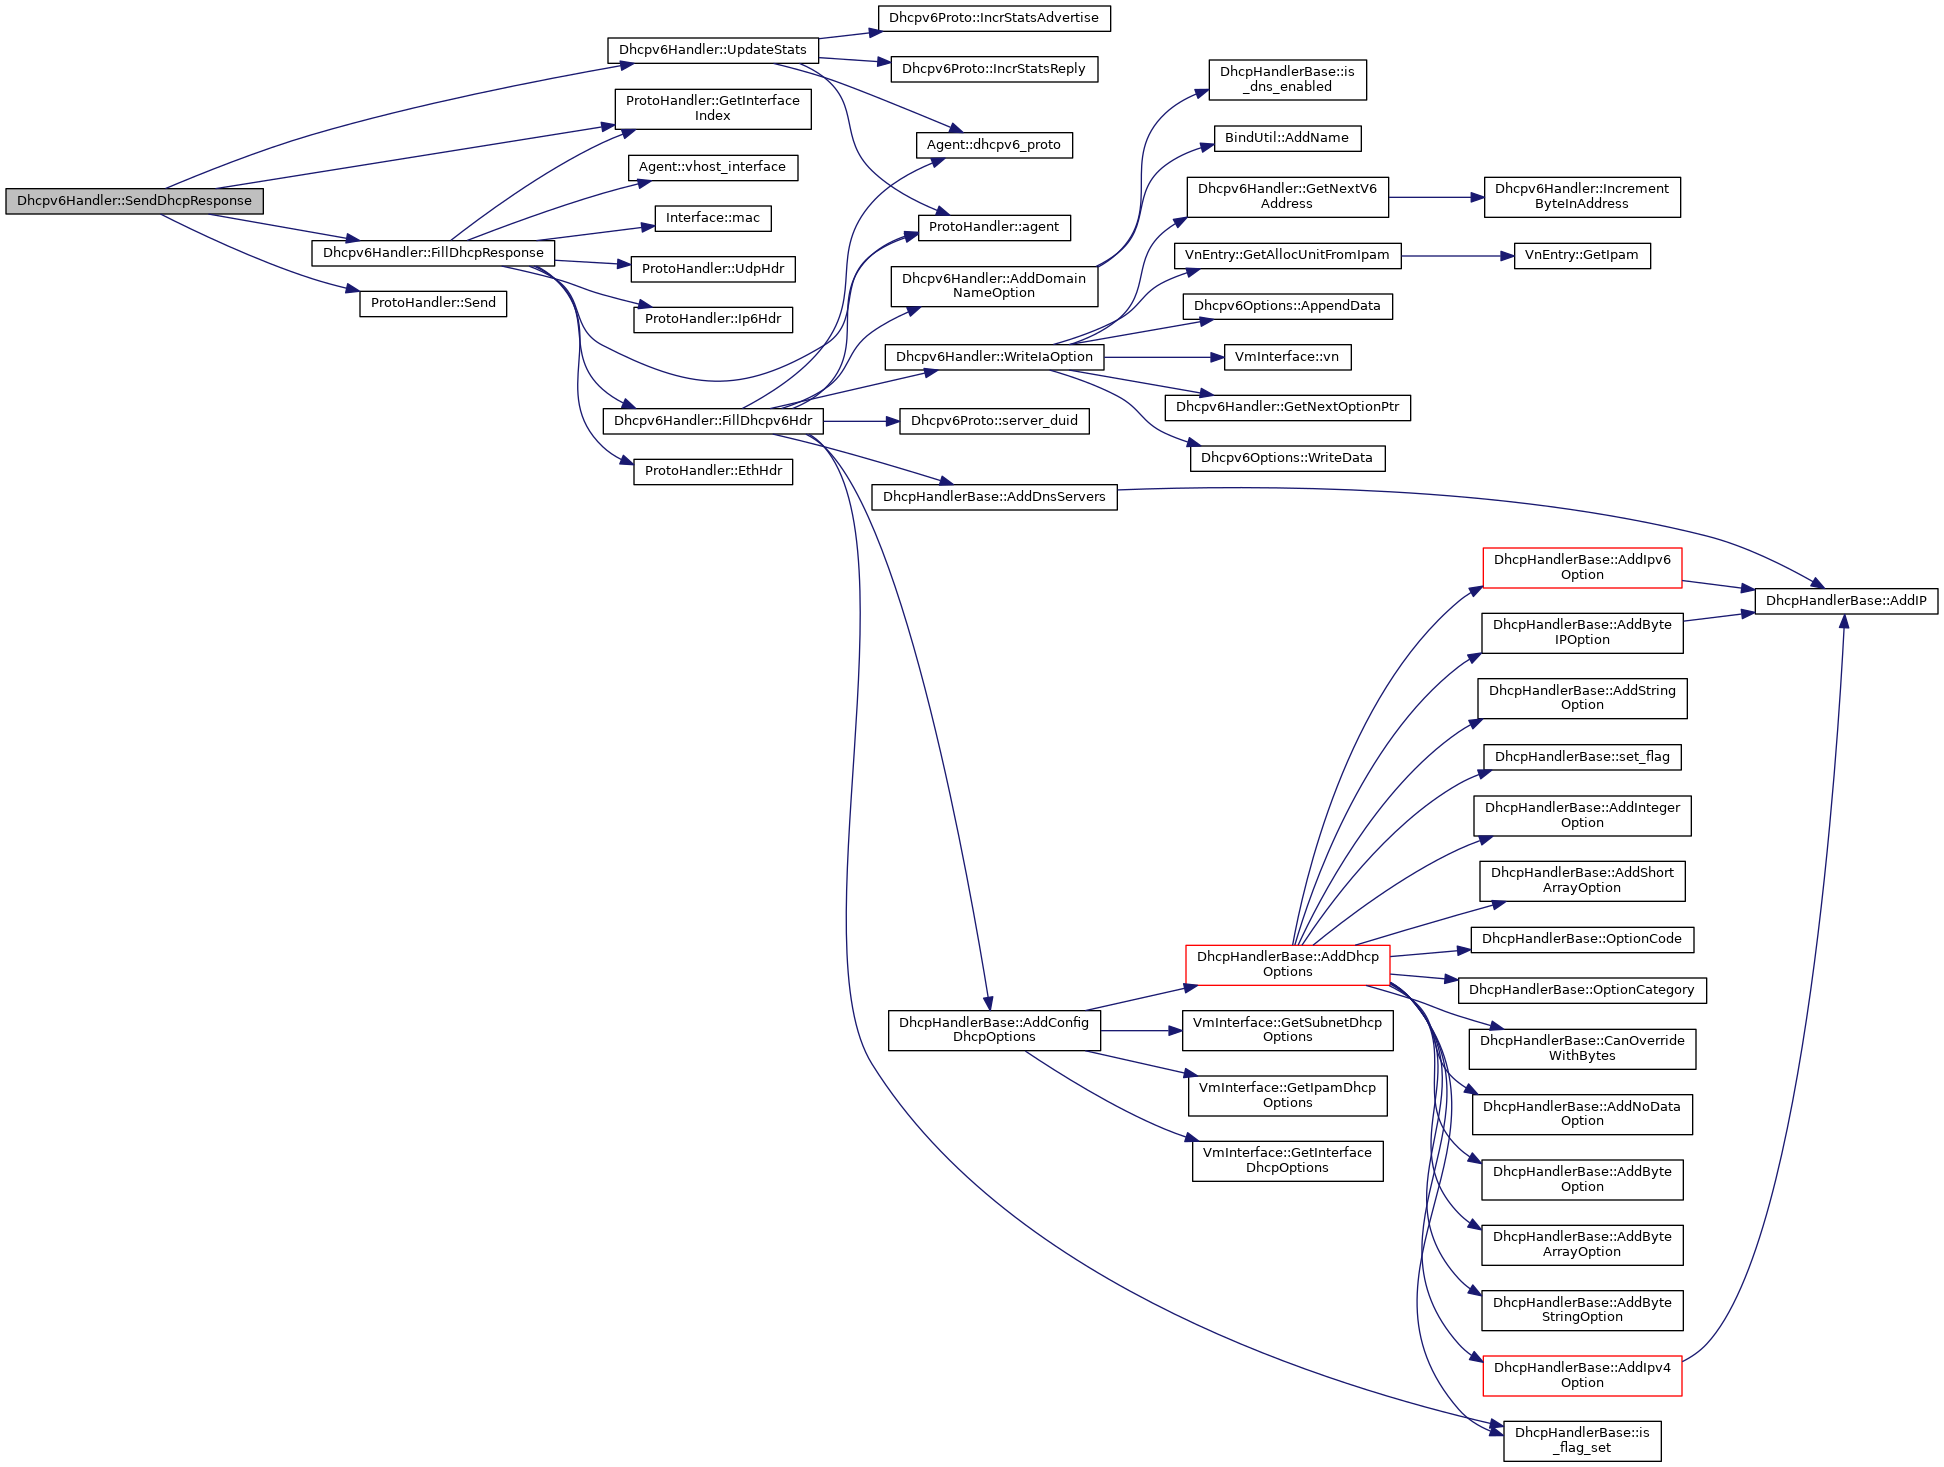 Dhcpv6Handler::SendDhcpResponse
Dhcpv6Handler::UpdateStats
ProtoHandler::GetInterface
Index
Agent::vhost_interface
Interface::mac
Dhcpv6Handler::FillDhcpResponse
ProtoHandler::UdpHdr
ProtoHandler::Send
ProtoHandler::Ip6Hdr
Dhcpv6Handler::FillDhcpv6Hdr
ProtoHandler::EthHdr
Dhcpv6Proto::IncrStatsAdvertise
Dhcpv6Proto::IncrStatsReply
Agent::dhcpv6_proto
ProtoHandler::agent
Dhcpv6Handler::AddDomain
NameOption
Dhcpv6Handler::WriteIaOption
Dhcpv6Proto::server_duid
DhcpHandlerBase::AddDnsServers
DhcpHandlerBase::AddConfig
DhcpOptions
DhcpHandlerBase::is
_dns_enabled
BindUtil::AddName
Dhcpv6Handler::GetNextV6
Address
VnEntry::GetAllocUnitFromIpam
Dhcpv6Options::AppendData
VmInterface::vn
Dhcpv6Handler::GetNextOptionPtr
Dhcpv6Options::WriteData
DhcpHandlerBase::AddDhcp
Options
VmInterface::GetSubnetDhcp
Options
VmInterface::GetIpamDhcp
Options
VmInterface::GetInterface
DhcpOptions
Dhcpv6Handler::Increment
ByteInAddress
VnEntry::GetIpam
DhcpHandlerBase::AddIpv6
Option
DhcpHandlerBase::AddByte
IPOption
DhcpHandlerBase::AddString
Option
DhcpHandlerBase::set_flag
DhcpHandlerBase::AddInteger
Option
DhcpHandlerBase::AddShort
ArrayOption
DhcpHandlerBase::OptionCode
DhcpHandlerBase::OptionCategory
DhcpHandlerBase::CanOverride
WithBytes
DhcpHandlerBase::AddNoData
Option
DhcpHandlerBase::AddByte
Option
DhcpHandlerBase::AddByte
ArrayOption
DhcpHandlerBase::AddByte
StringOption
DhcpHandlerBase::AddIpv4
Option
DhcpHandlerBase::is
_flag_set
DhcpHandlerBase::AddIP